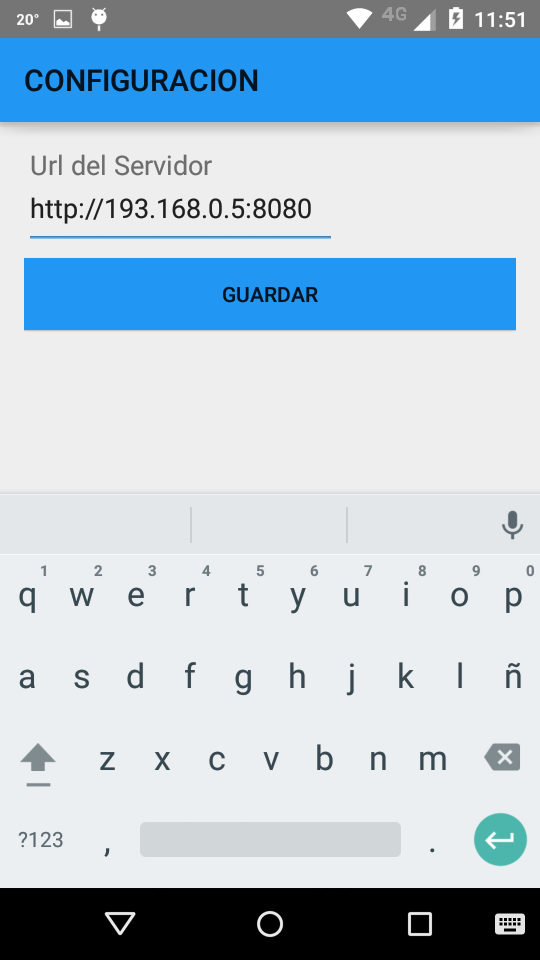 20°
4G
11:51
CONFIGURACION
Url del Servidor
http://193.168.0.5:8080
GUARDAR
1 2 3 4 5 6 7 8 9 0
q w e r t y u i o p
a s d f g h j k l ñ
z x c v b n m
?123 , .